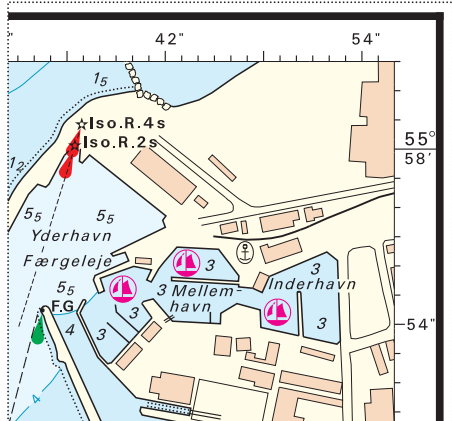 42" 54"
1₅
Iso.R.4s
Iso.R.2s
55°
58'
1₂
5₅ 5₅
Yderhavn
Færgeleje
3 3
5₅
3 Mellem-
havn
Inderhavn
F.G
4 3 3 3
54"
4